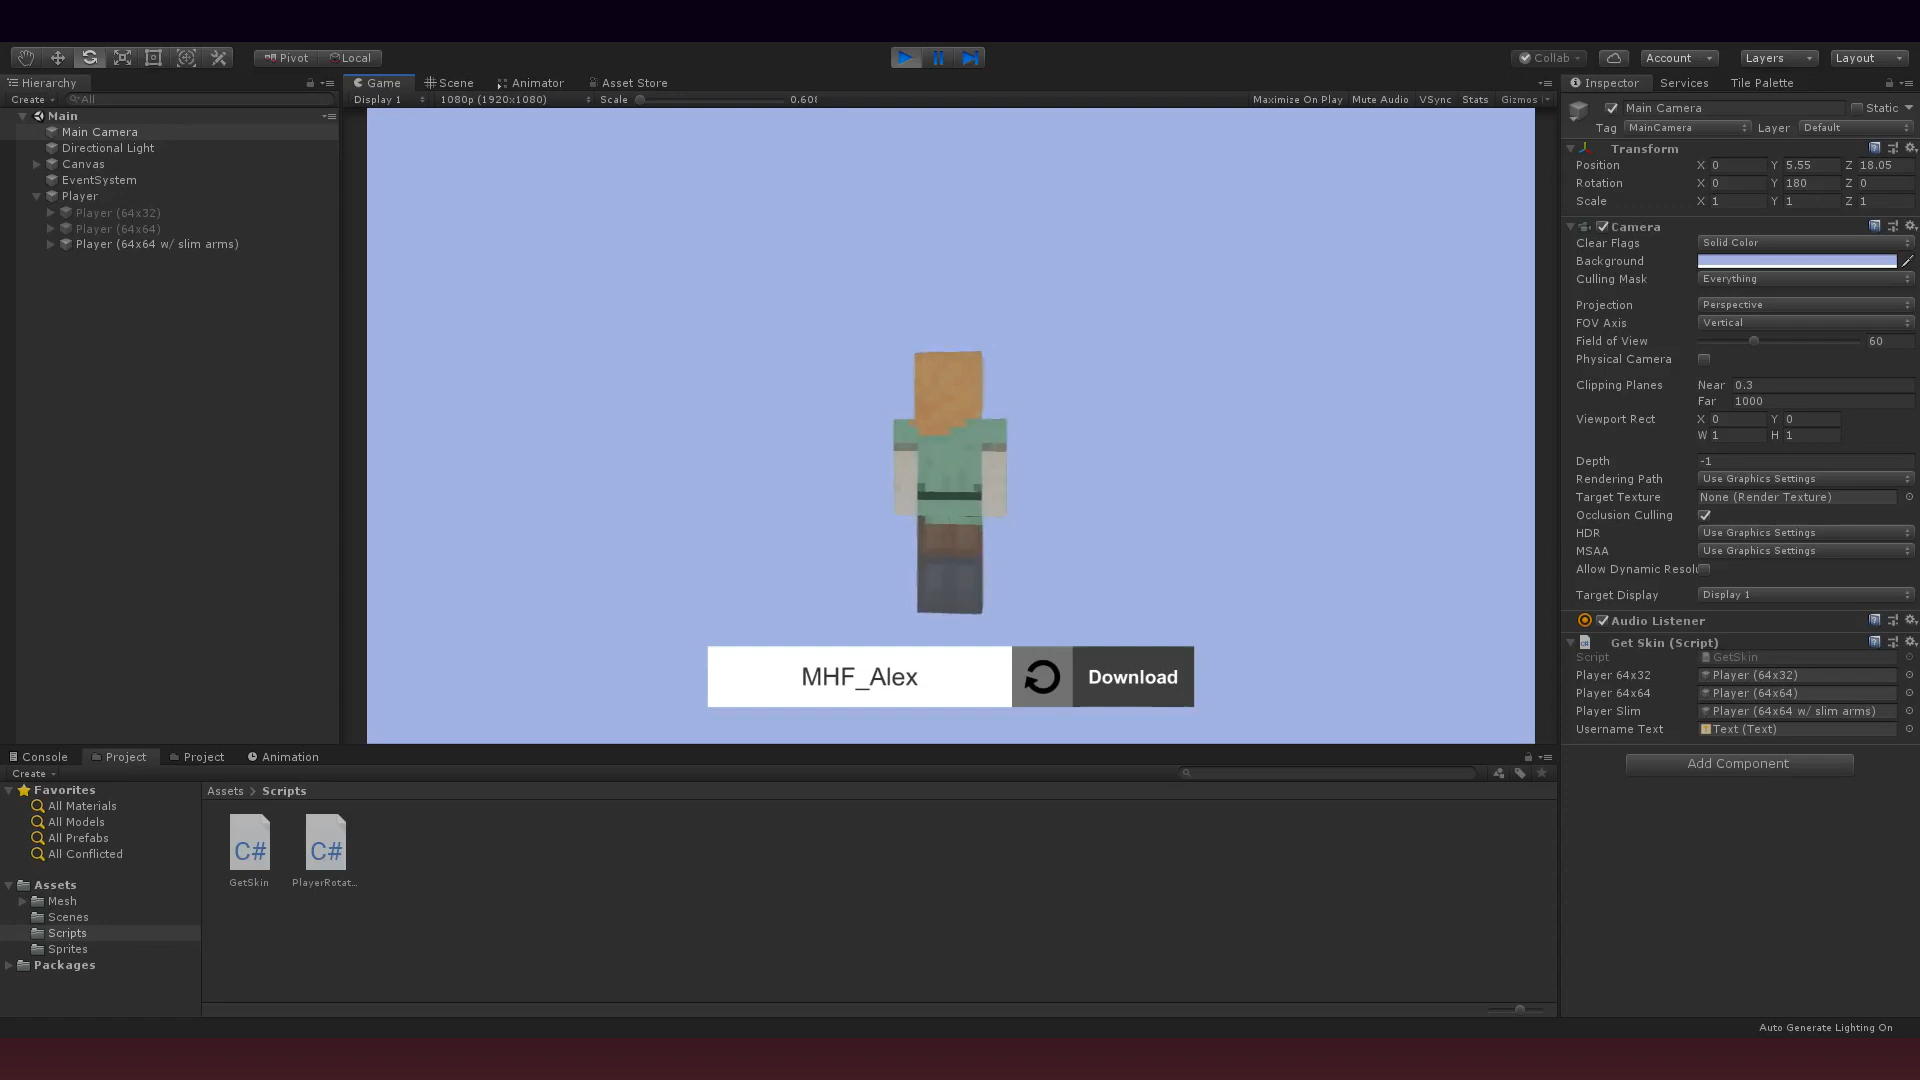 Pivot Local
Collab Account Layers Layout
Hierarchy
Create All
Main
Main Camera
Directional Light
Canvas
EventSystem
Player
Player (64x32)
Player (64x64)
Player (64x64 w/ slim arms)
Game Scene Animator Asset Store
Display 1 1080p (1920x1080) Scale 0.608 Maximize On Play Mute Audio VSync Stats Gizmos
MHF_Alex Download
Inspector Services Tile Palette
Main Camera Static
Tag MainCamera Layer Default
Transform
Position X 0 Y 5.55 Z 18.05
Rotation X 0 Y 180 Z 0
Scale X 1 Y 1 Z 1
Camera
Clear Flags Solid Color
Background
Culling Mask Everything
Projection Perspective
FOV Axis Vertical
Field of View 60
Physical Camera
Clipping Planes Near 0.3
Far 1000
Viewport Rect X 0 Y 0
W 1 H 1
Depth -1
Rendering Path Use Graphics Settings
Target Texture None (Render Texture)
Occlusion Culling
HDR Use Graphics Settings
MSAA Use Graphics Settings
Allow Dynamic Resolu
Target Display Display 1
Audio Listener
Get Skin (Script)
Script GetSkin
Player 64x32 Player (64x32)
Player 64x64 Player (64x64)
Player Slim Player (64x64 w/ slim arms)
Username Text Text (Text)
Add Component
Console Project Project Animation
Create
Favorites
All Materials
All Models
All Prefabs
All Conflicted
Assets
Mesh
Scenes
Scripts
Sprites
Packages
Assets > Scripts
C# C#
GetSkin PlayerRotat...
Auto Generate Lighting On